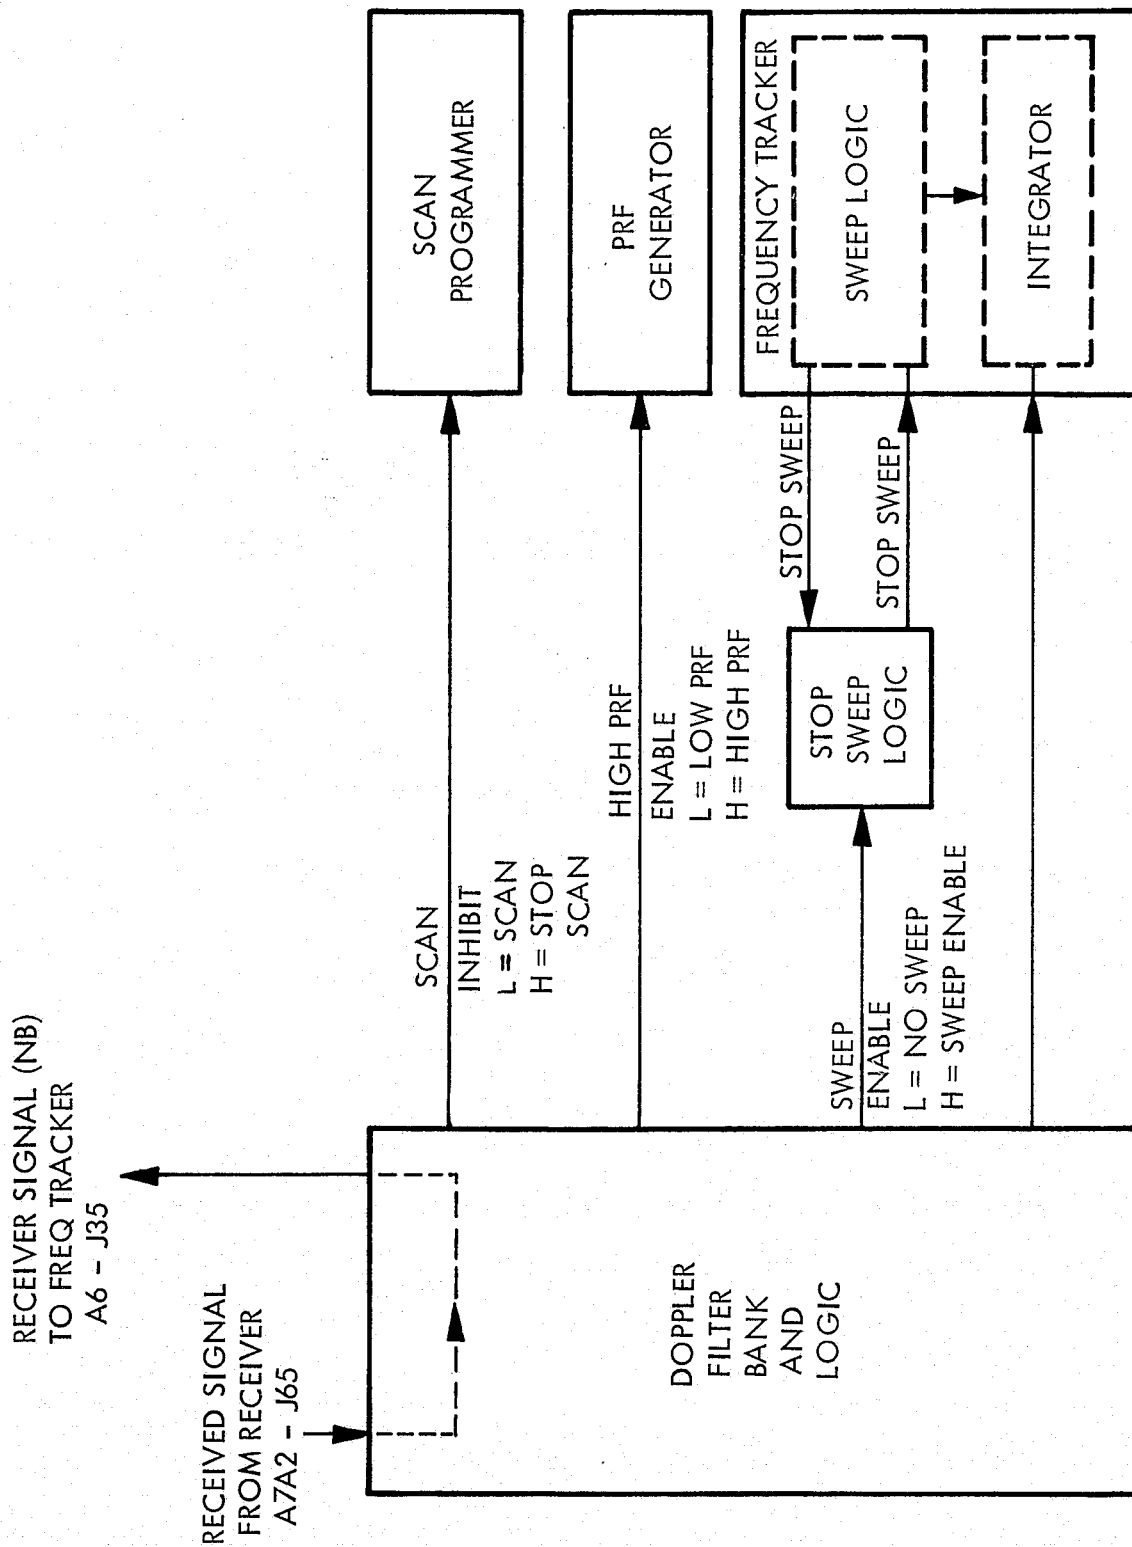 RECEIVED SIGNAL
FROM RECEIVER
A7A2 - J65
RECEIVER SIGNAL (NB)
TO FREQ TRACKER
A6 - J35
DOPPLER
FILTER
BANK
AND
LOGIC
SCAN
INHIBIT
L = SCAN
H = STOP
SCAN
SCAN
PROGRAMMER
HIGH PRF
ENABLE
L = LOW PRF
H = HIGH PRF
PRF
GENERATOR
SWEEP
ENABLE
L = NO SWEEP
H = SWEEP ENABLE
STOP
SWEEP
LOGIC
STOP SWEEP
STOP SWEEP
FREQUENCY TRACKER
SWEEP LOGIC
INTEGRATOR